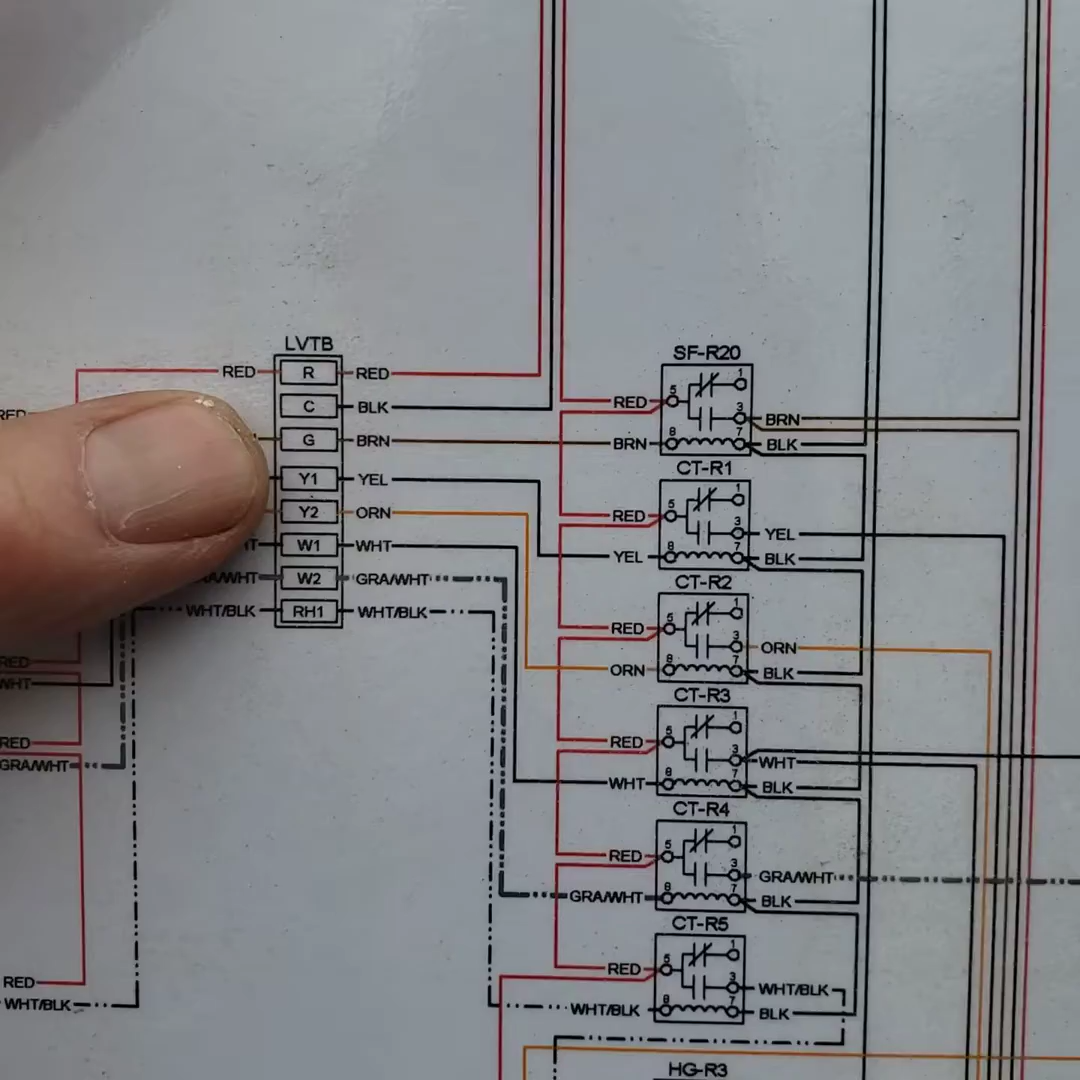 LVTB
RED R RED
C BLK
G BRN
Y1 YEL
Y2 ORN
W1 WHT
W2 GRA/WHT
WHT/BLK RH1 WHT/BLK
RED
WHT
RED
GRA/WHT
RED
WHT/BLK
SF-R20
1
RED 5
3 BRN
BRN 8 7 BLK
CT-R1
1
RED 5
3 YEL
YEL 8 7 BLK
CT-R2
1
RED 5
3 ORN
ORN 8 7 BLK
CT-R3
1
RED 5
3 WHT
WHT 8 7 BLK
CT-R4
1
RED 5
3 GRA/WHT
GRA/WHT 8 7 BLK
CT-R5
1
RED 5
3 WHT/BLK
WHT/BLK 8 7 BLK
HG-R3